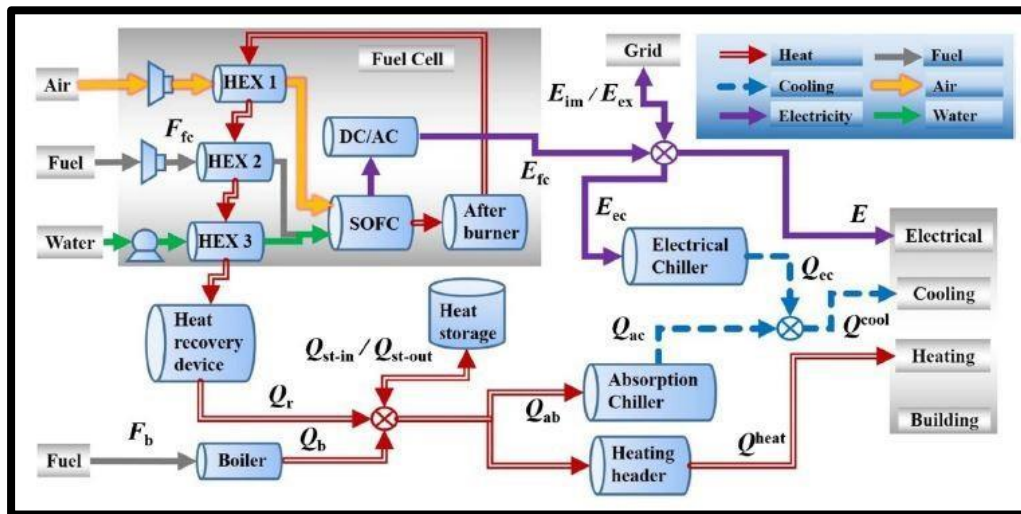 Fuel Cell
Grid
Heat
Fuel
Cooling
Air
Electricity
Water
Air
HEX 1
E_im / E_ex
F_fc
DC/AC
Fuel
HEX 2
E_fc
E_ec
SOFC
After
burner
E
Water
HEX 3
Electrical
Chiller
Electrical
Q_ec
Cooling
Heat
recovery
device
Heat
storage
Q_st-in / Q_st-out
Q_ac
Q^cool
Heating
Absorption
Chiller
Q_r
Q_ab
Building
F_b
Q_b
Q^heat
Fuel
Boiler
Heating
header